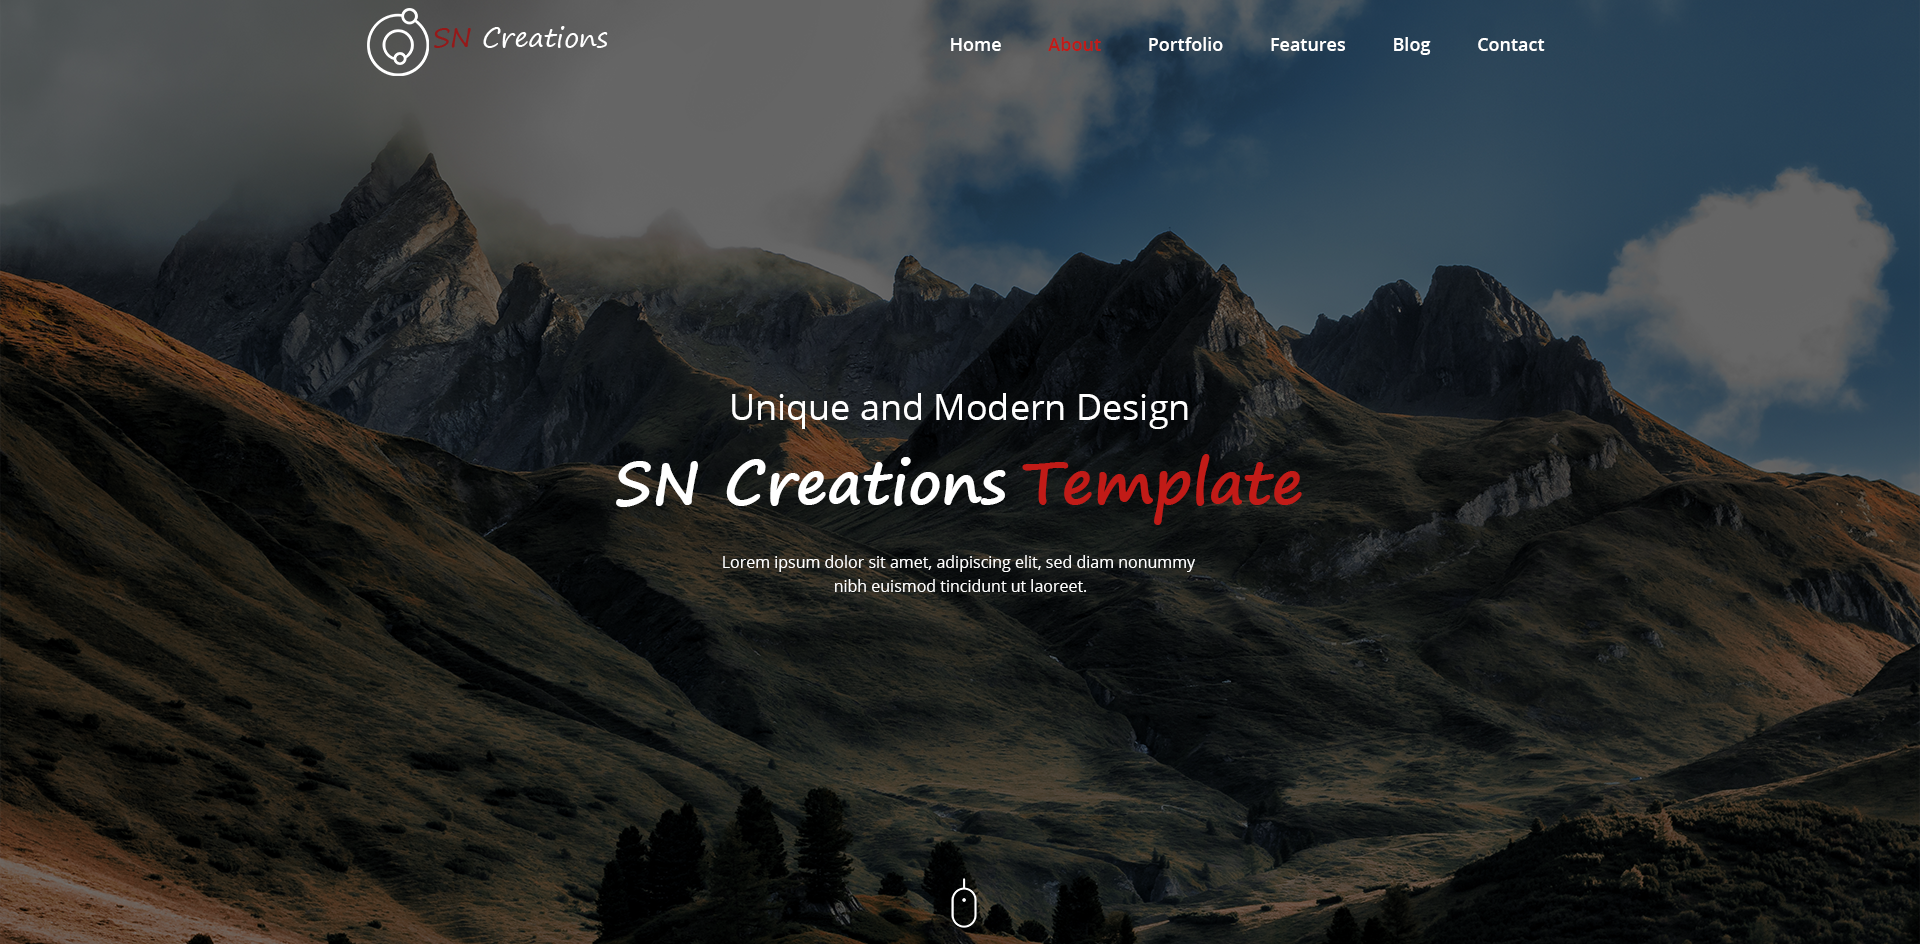 SN Creations
Home About Portfolio Features Blog Contact
Unique and Modern Design
SN Creations Template
Lorem ipsum dolor sit amet, adipiscing elit, sed diam nonummy
nibh euismod tincidunt ut laoreet.